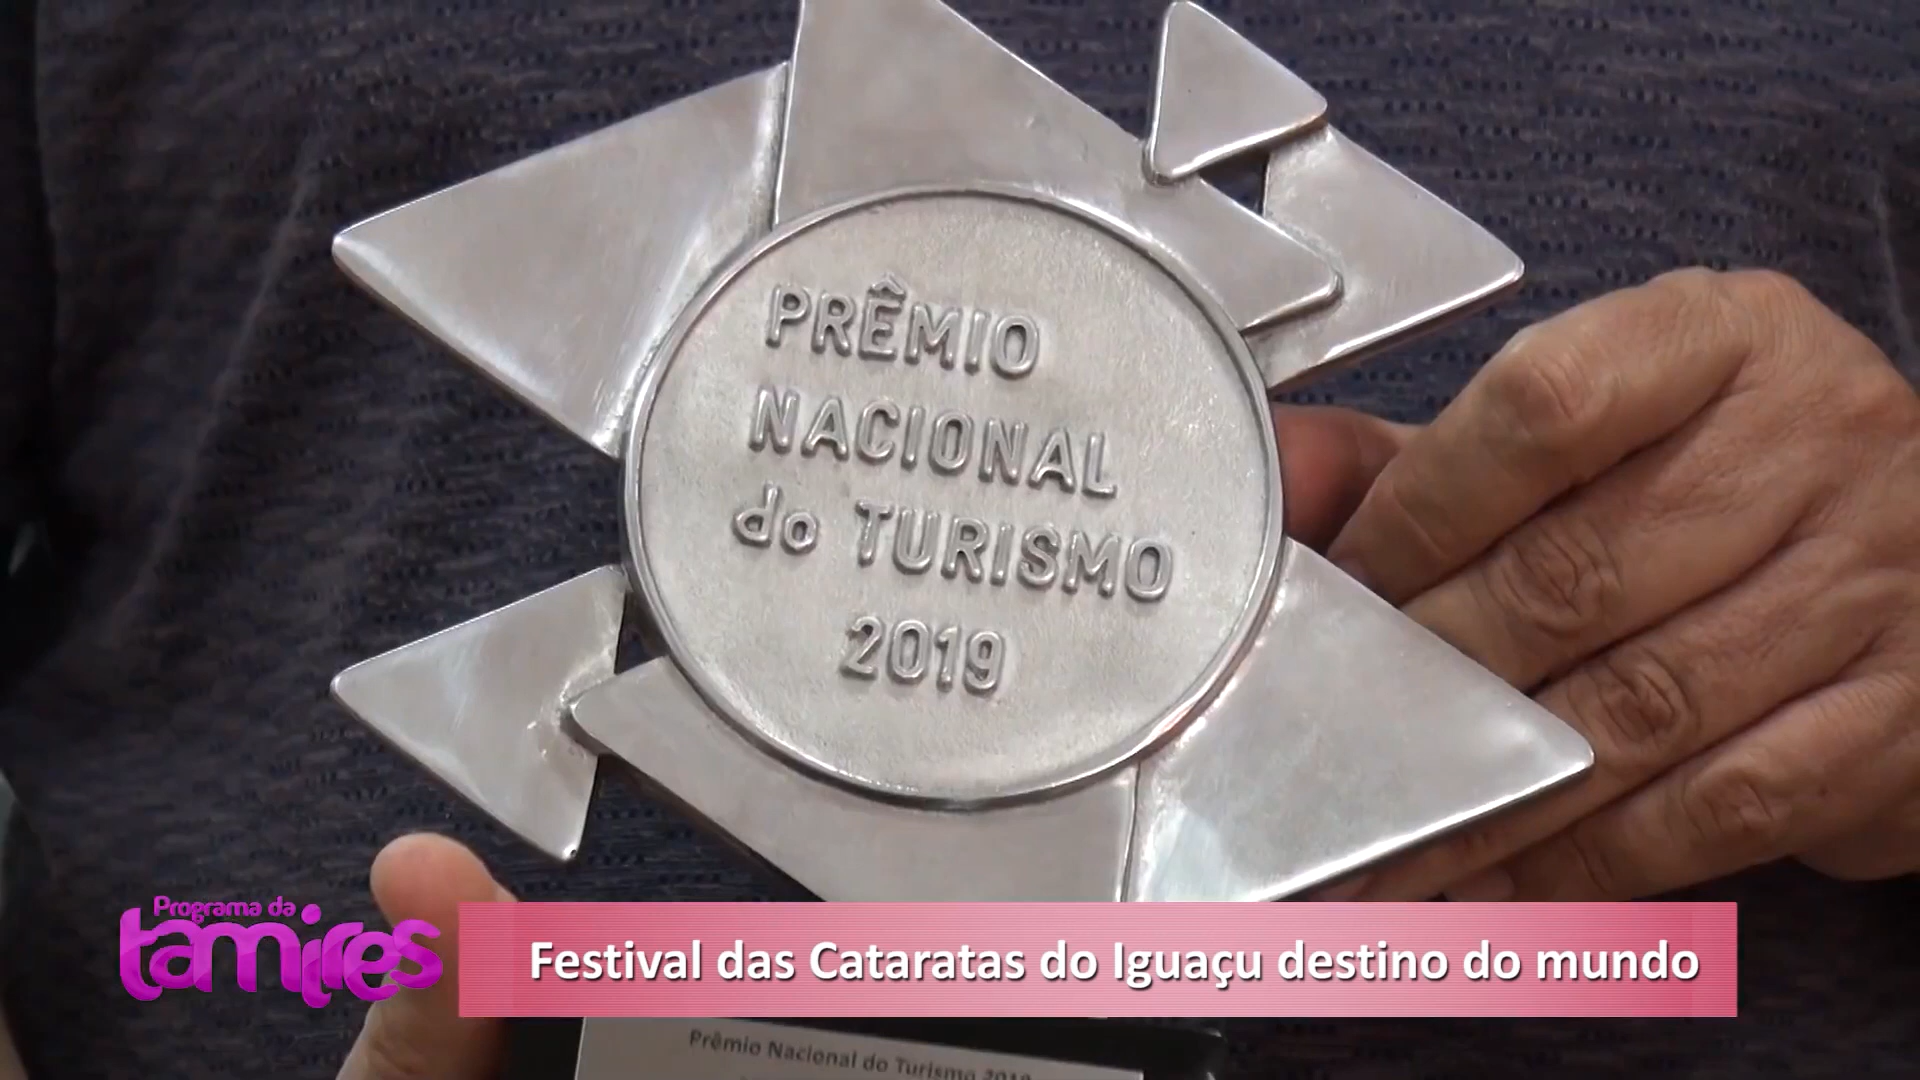 PRÊMIO
NACIONAL
do TURISMO
2019
Programa da
tamires
Festival das Cataratas do Iguaçu destino do mundo
Prêmio Nacional do Turismo 2019